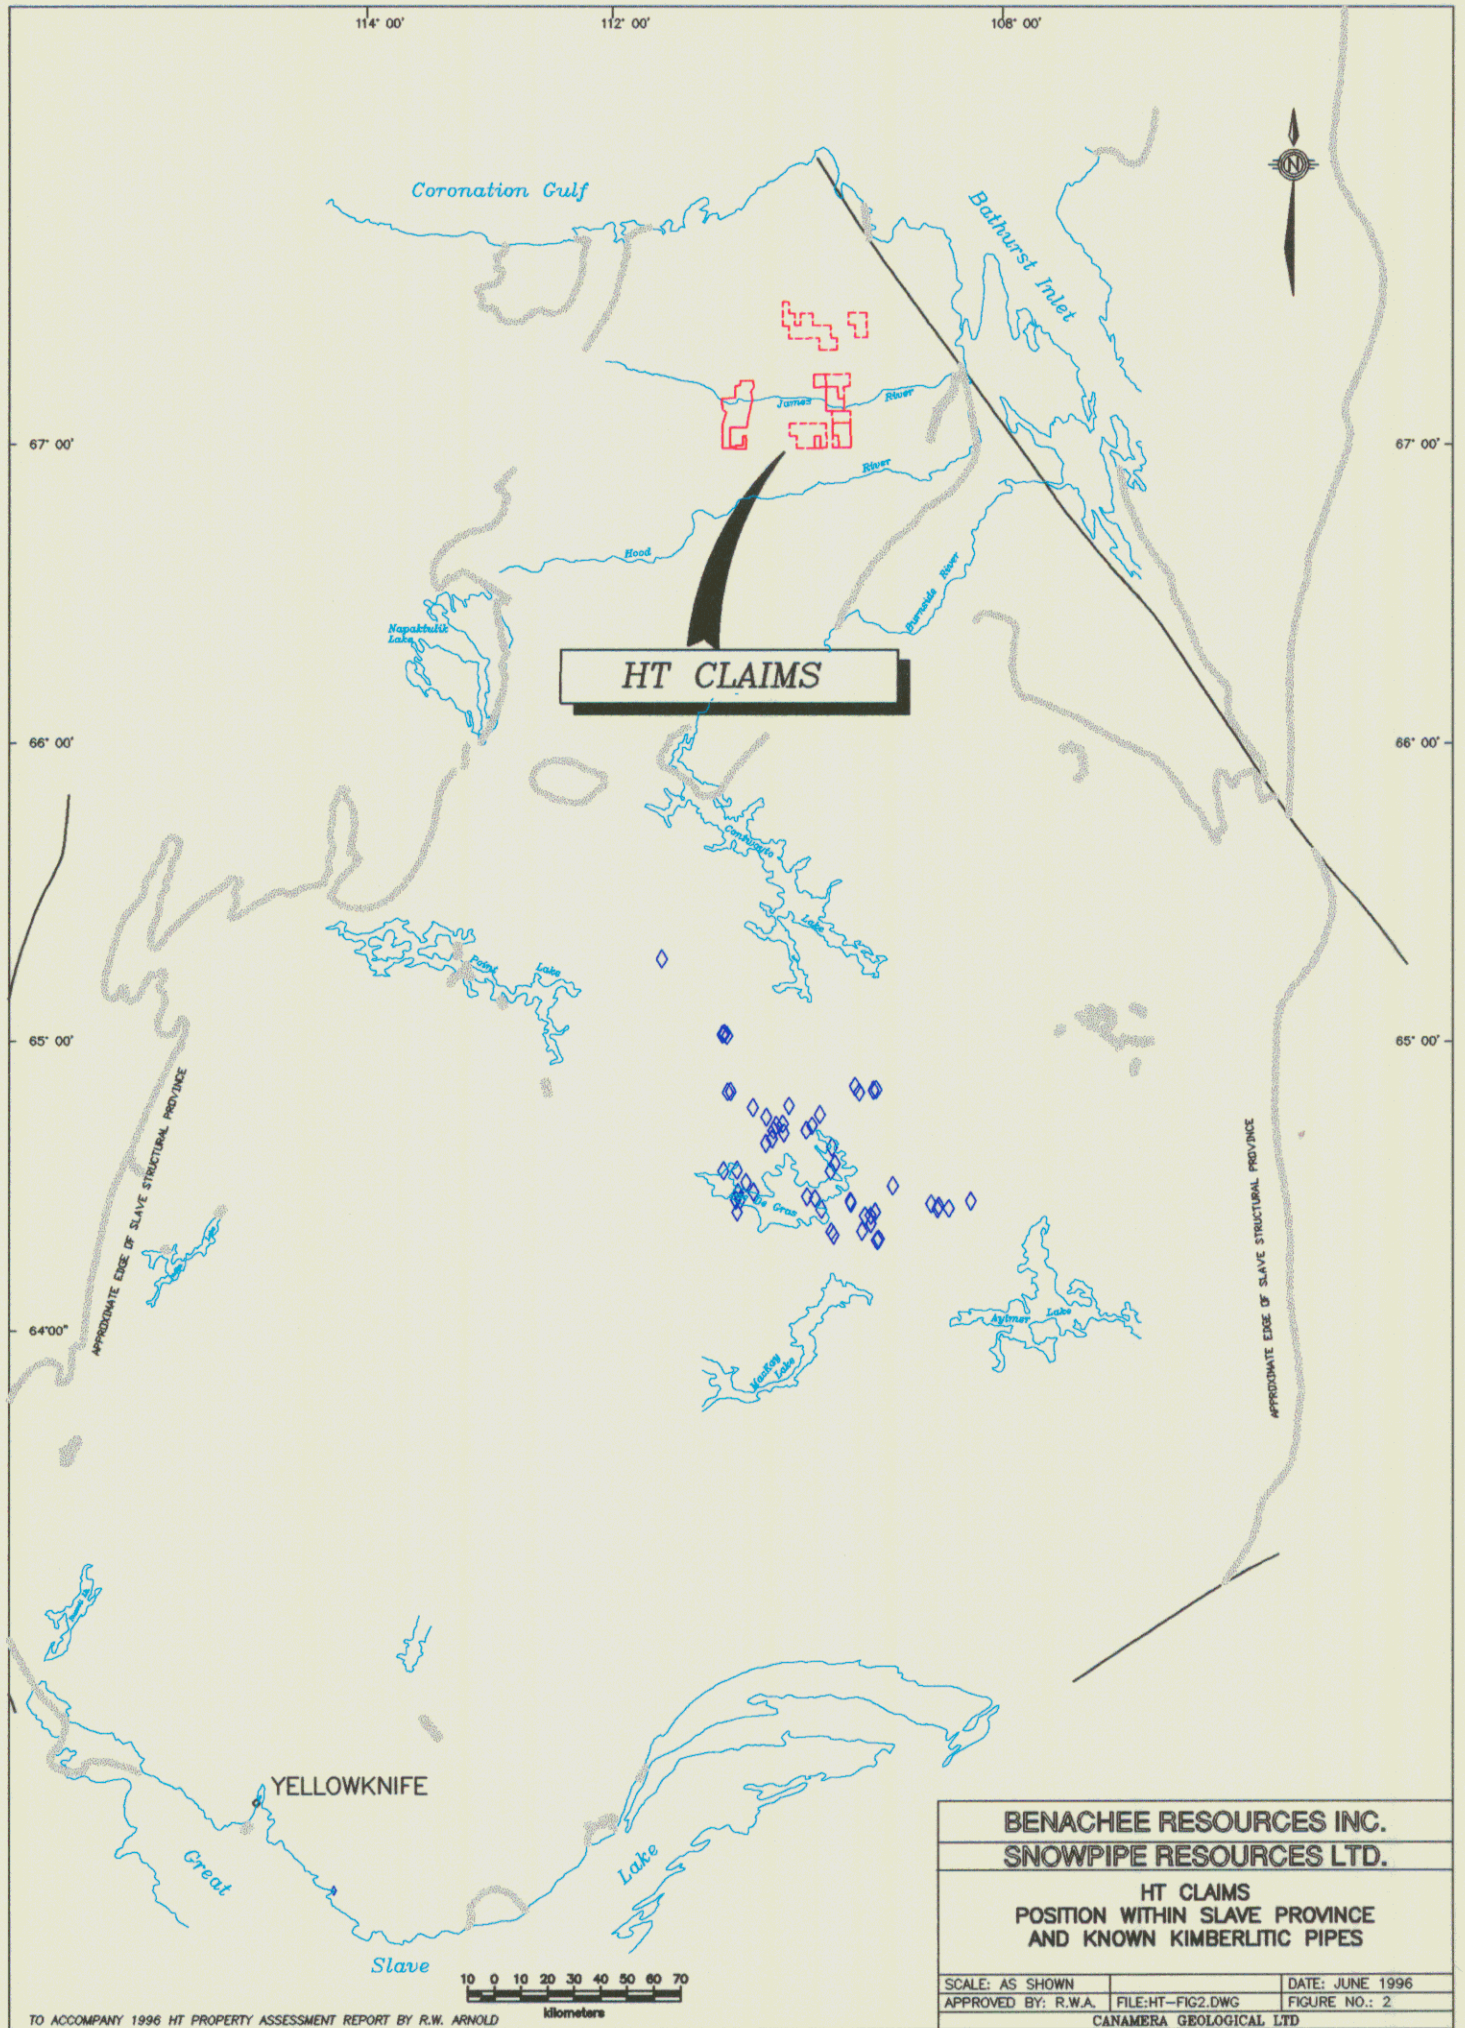 114° 00'
112° 00'
108° 00'
Coronation Gulf
Bathurst Inlet
N
James
River
67° 00'
67° 00'
River
Hood
Burnside River
Napaktulik
Lake
HT CLAIMS
66° 00'
66° 00'
Contwoyto
Lake
Point
Lake
65° 00'
65° 00'
APPROXIMATE EDGE OF SLAVE STRUCTURAL PROVINCE
De Gras
Lake
64°00"
Aylmer
Lake
MacKay
Lake
APPROXIMATE EDGE OF SLAVE STRUCTURAL PROVINCE
YELLOWKNIFE
Great
Slave
Lake
10 0 10 20 30 40 50 60 70
kilometers
TO ACCOMPANY 1996 HT PROPERTY ASSESSMENT REPORT BY R.W. ARNOLD
BENACHEE RESOURCES INC.
SNOWPIPE RESOURCES LTD.
HT CLAIMS
POSITION WITHIN SLAVE PROVINCE
AND KNOWN KIMBERLITIC PIPES
SCALE: AS SHOWN
DATE: JUNE 1996
APPROVED BY: R.W.A.
FILE:HT-FIG2.DWG
FIGURE NO.: 2
CANAMERA GEOLOGICAL LTD